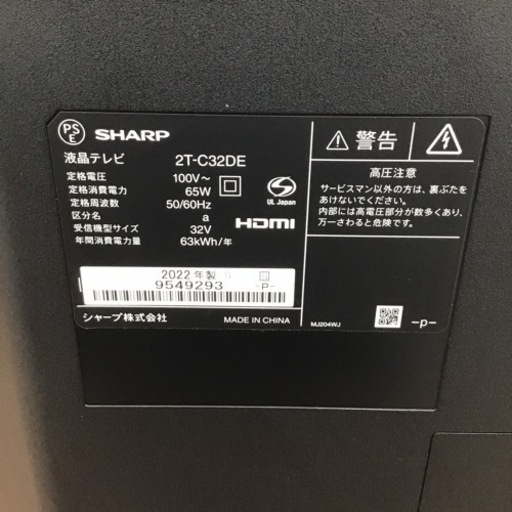 PS E
SHARP
液晶テレビ 2T-C32DE
定格電圧 100V～
定格消費電力 65W
定格周波数 50/60Hz
区分名 a
受信機型サイズ 32V
年間消費電力量 63kWh/年
UL Japan
HDMI
2022年製
9549293 -P-
シャープ株式会社 MADE IN CHINA
警告
高圧注意
サービスマン以外の方は、裏ぶたを
あけないでください。
内部には高電圧部分が数多くあり、
万一さわると危険です。
MJ204WJ
-p-